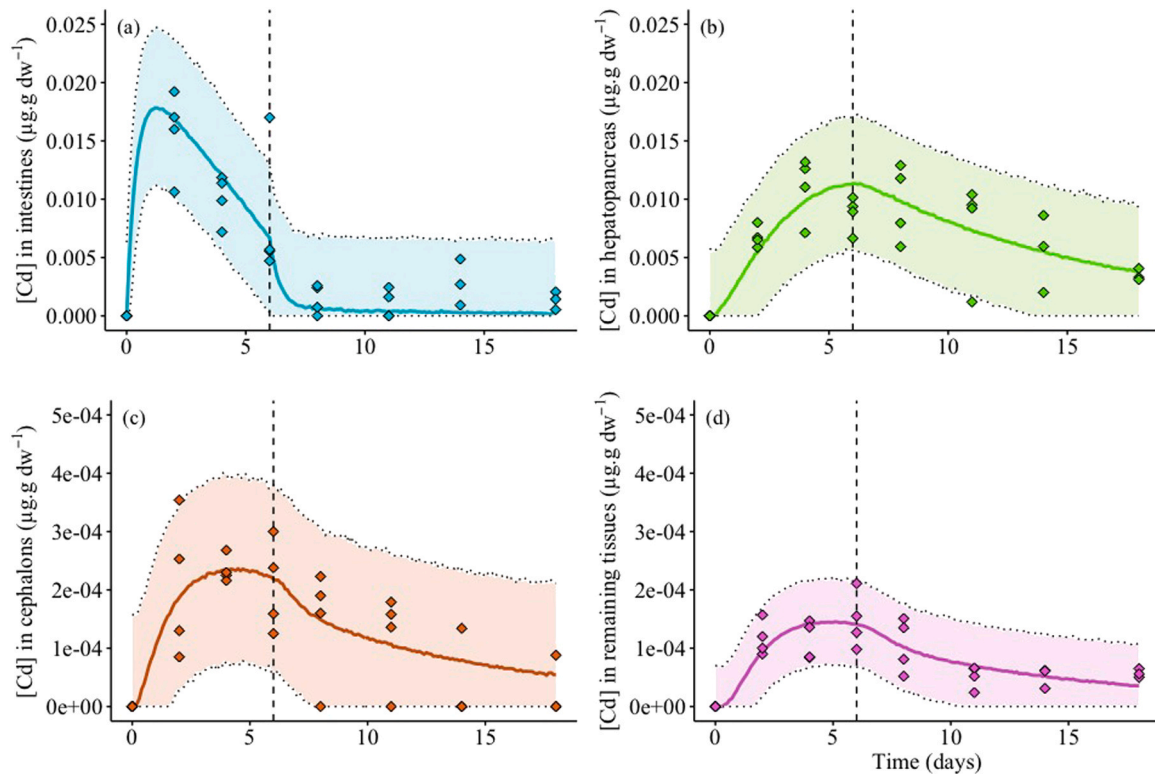 (a)
[Cd] in intestines (µg.g dw⁻¹)
0.025
0.020
0.015
0.010
0.005
0.000
0 5 10 15
(b)
[Cd] in hepatopancreas (µg.g dw⁻¹)
0.025
0.020
0.015
0.010
0.005
0.000
0 5 10 15
(c)
[Cd] in cephalons (µg.g dw⁻¹)
5e-04
4e-04
3e-04
2e-04
1e-04
0e+00
0 5 10 15
(d)
[Cd] in remaining tissues (µg.g dw⁻¹)
5e-04
4e-04
3e-04
2e-04
1e-04
0e+00
0 5 10 15
Time (days)